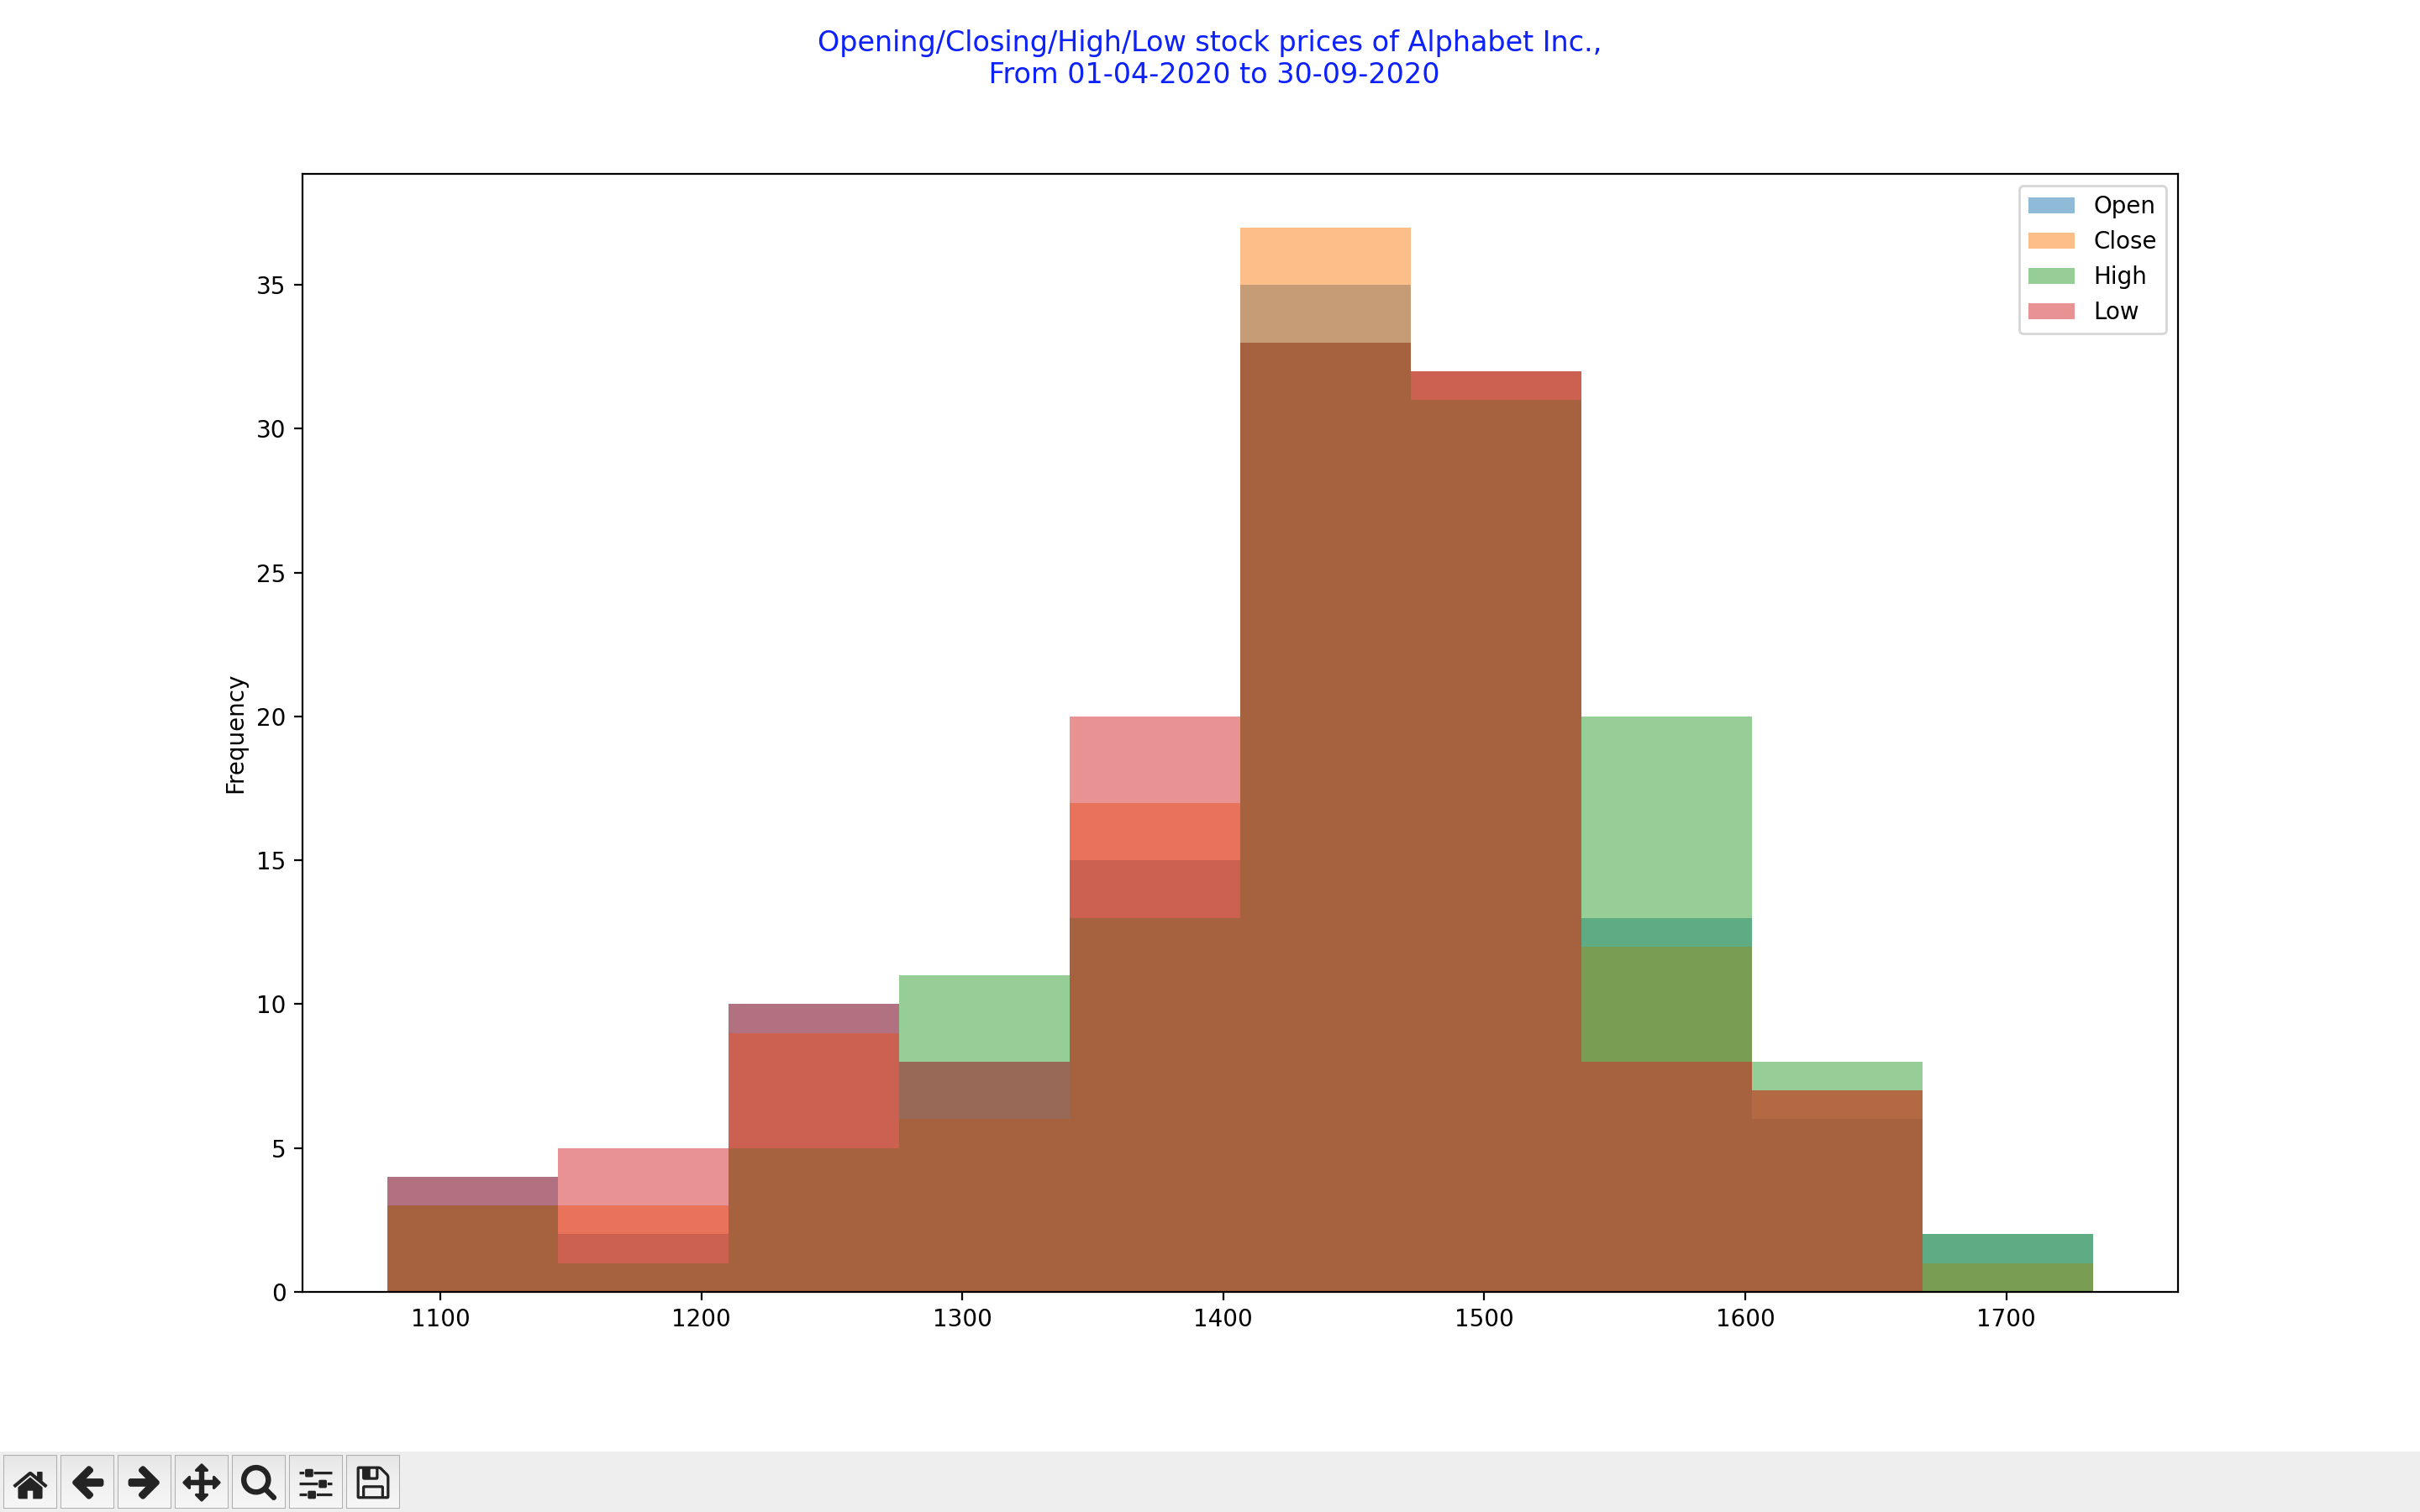 Opening/Closing/High/Low stock prices of Alphabet Inc.,
From 01-04-2020 to 30-09-2020
Open
Close
High
Low
Frequency
35
30
25
20
15
10
5
0
1100 1200 1300 1400 1500 1600 1700